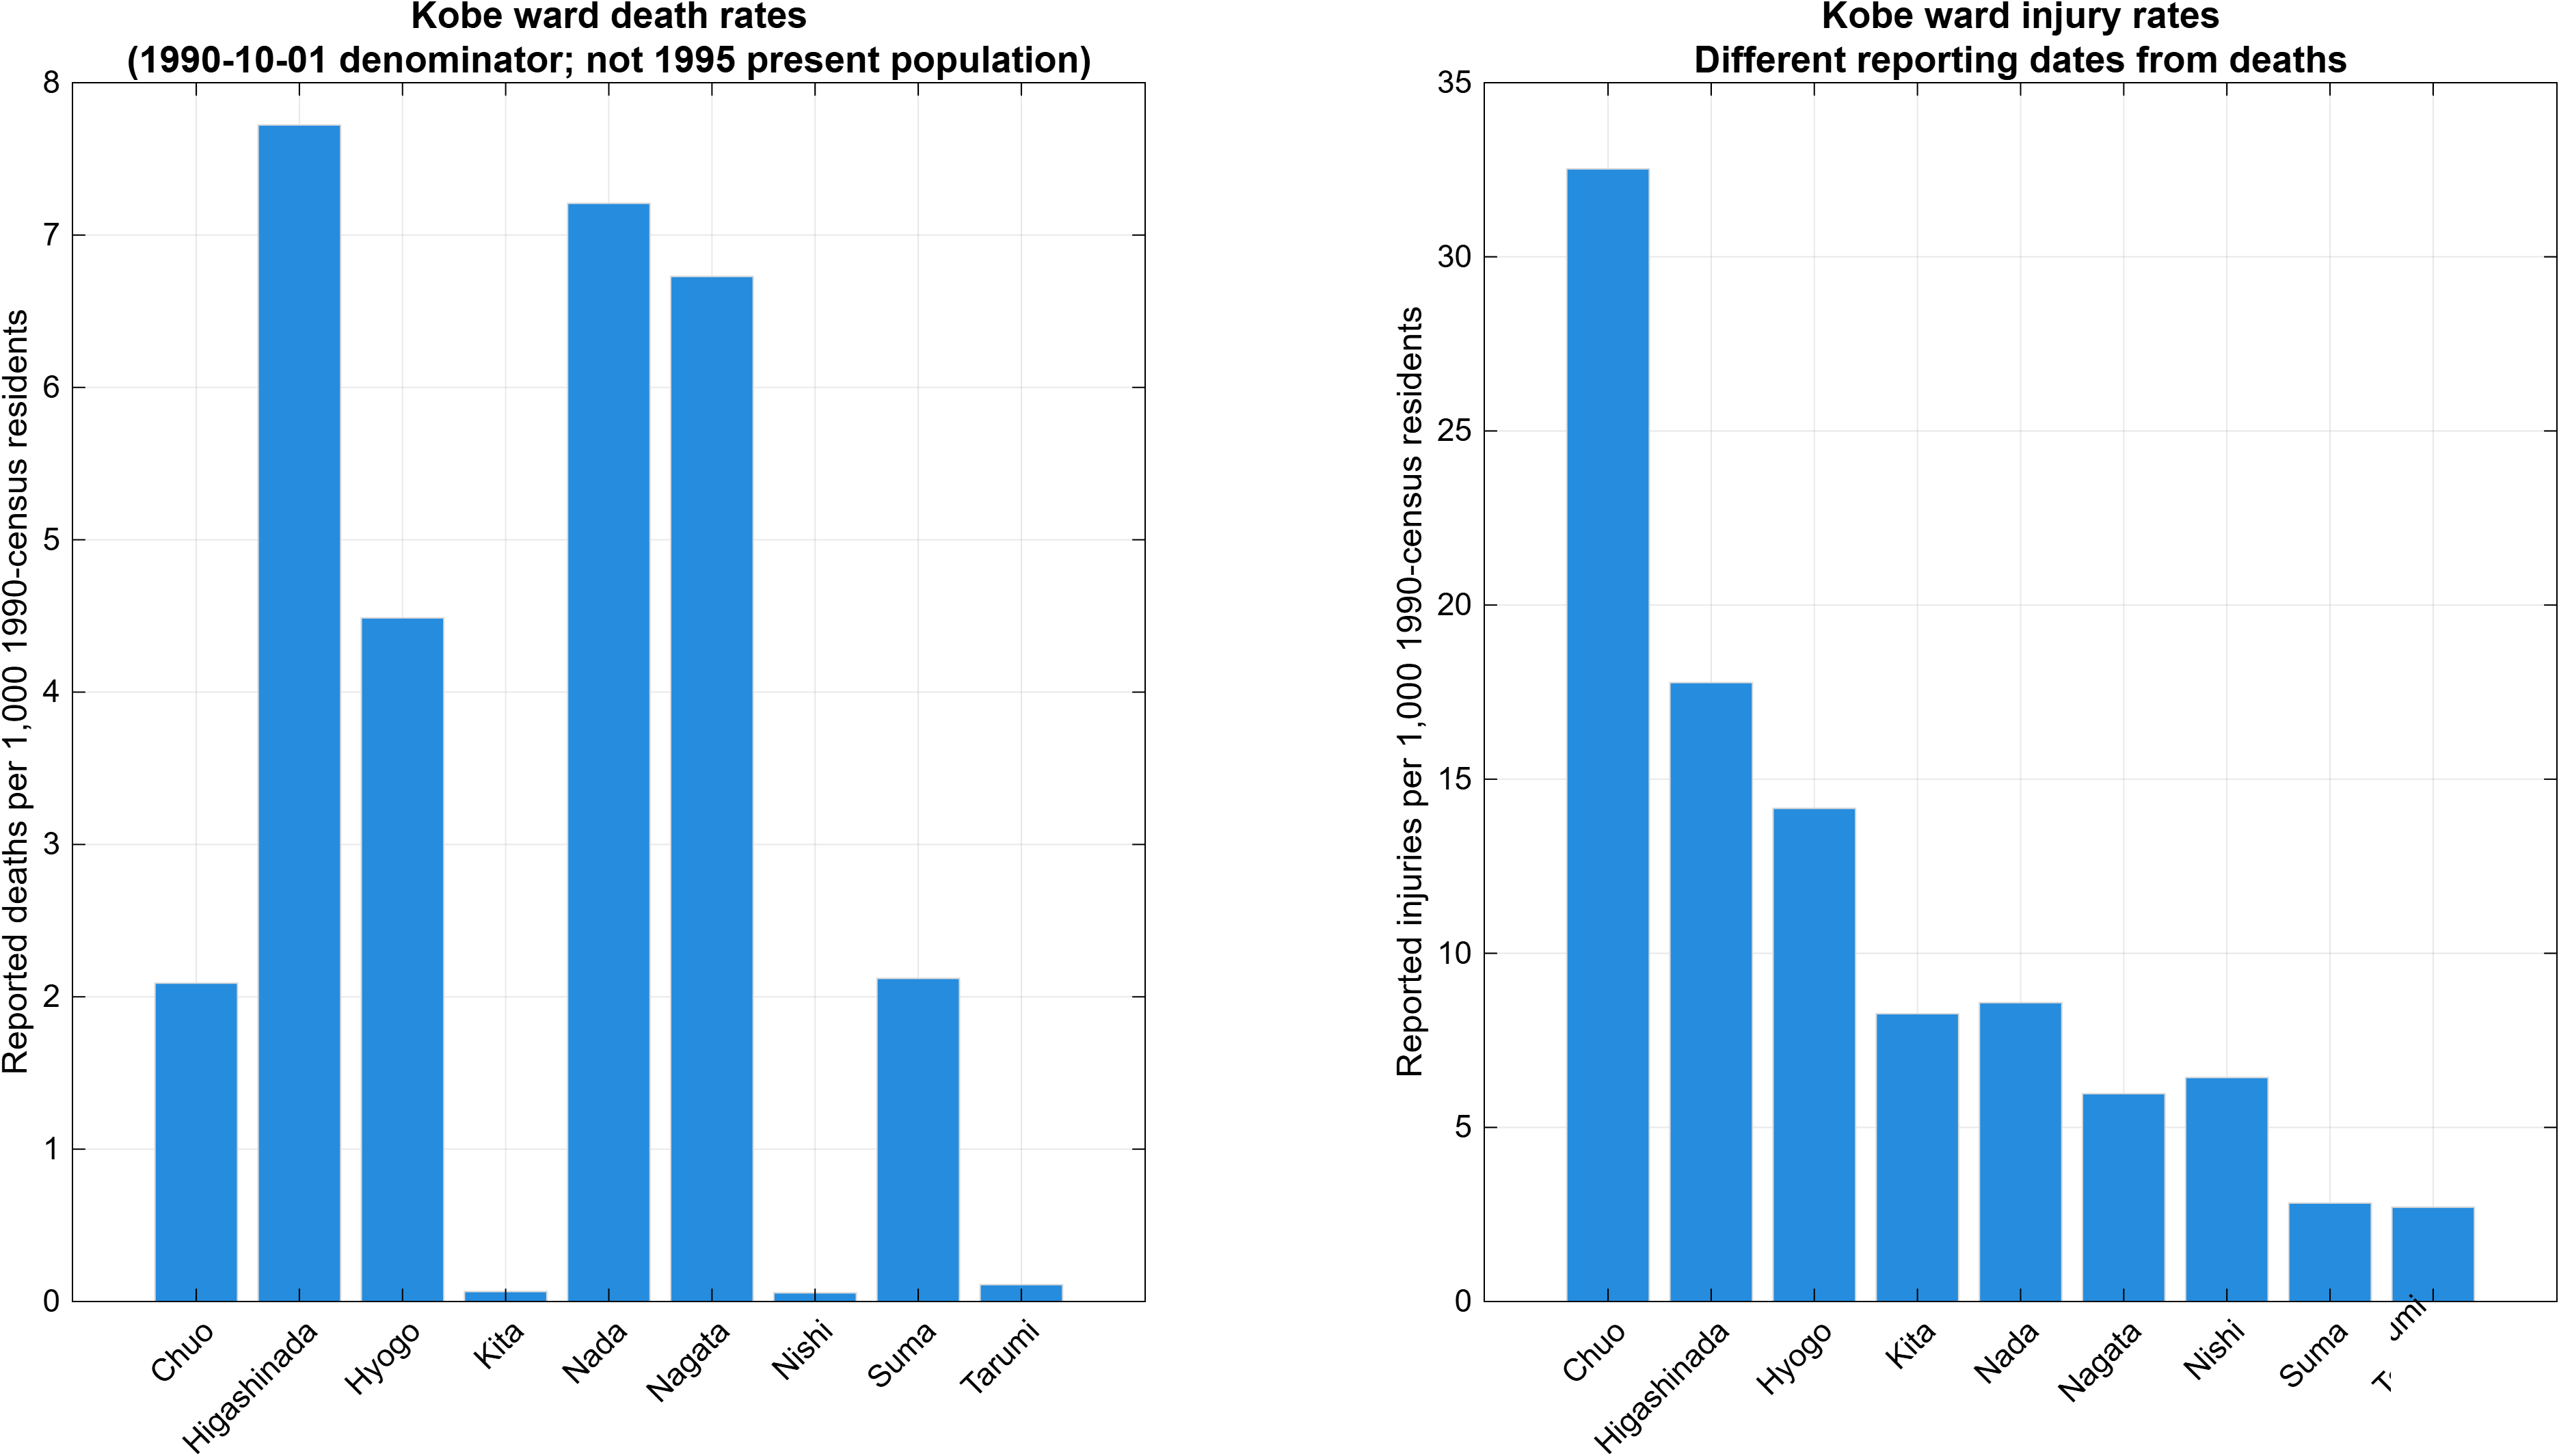 Kobe ward death rates
(1990-10-01 denominator; not 1995 present population)
Reported deaths per 1,000 1990-census residents
8
7
6
5
4
3
2
1
0
Chuo
Higashinada
Hyogo
Kita
Nada
Nagata
Nishi
Suma
Tarumi
Kobe ward injury rates
Different reporting dates from deaths
Reported injuries per 1,000 1990-census residents
35
30
25
20
15
10
5
0
Chuo
Higashinada
Hyogo
Kita
Nada
Nagata
Nishi
Suma